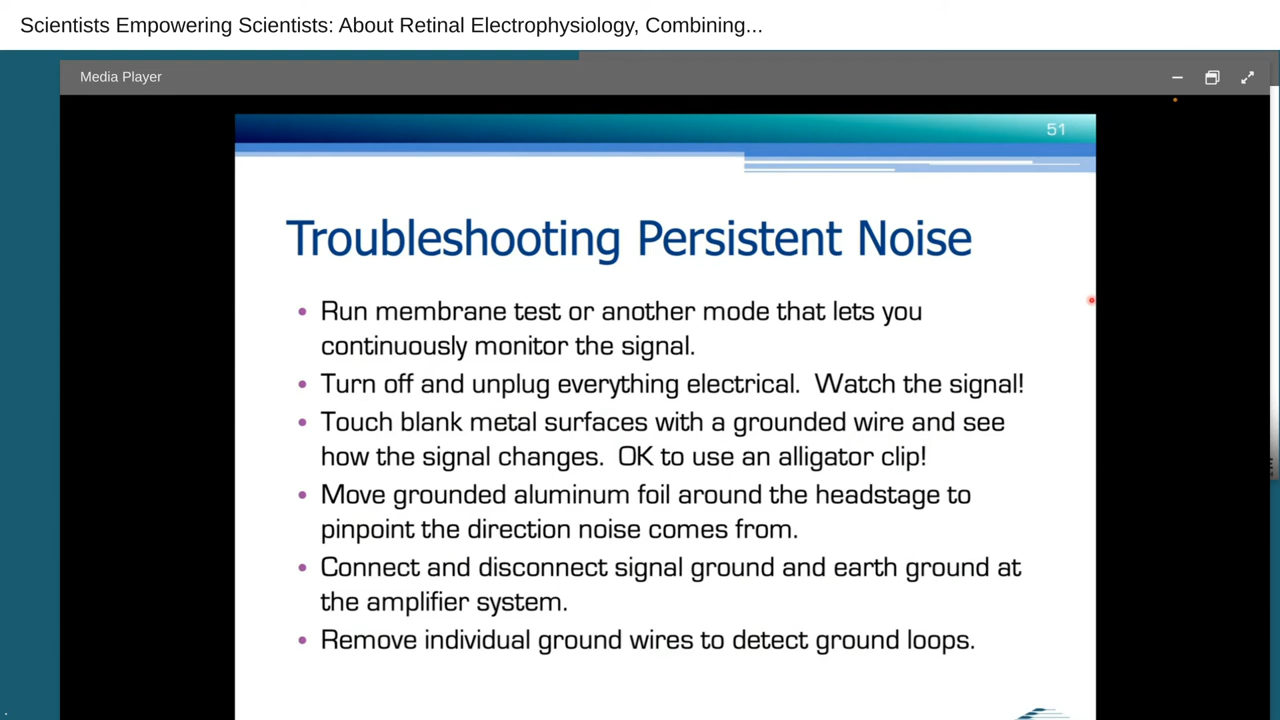 Scientists Empowering Scientists: About Retinal Electrophysiology, Combining...
Media Player
51
Troubleshooting Persistent Noise
• Run membrane test or another mode that lets you
continuously monitor the signal.
• Turn off and unplug everything electrical. Watch the signal!
• Touch blank metal surfaces with a grounded wire and see
how the signal changes. OK to use an alligator clip!
• Move grounded aluminum foil around the headstage to
pinpoint the direction noise comes from.
• Connect and disconnect signal ground and earth ground at
the amplifier system.
• Remove individual ground wires to detect ground loops.